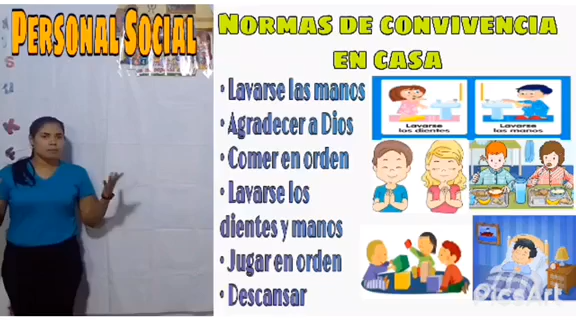 Personal Social
NORMAS DE CONVIVENCIA
EN CASA
• Lavarse las manos
• Agradecer a Dios
• Comer en orden
• Lavarse los
dientes y manos
• Jugar en orden
• Descansar
Lavarse
los dientes
Lavarse
las manos
PicsArt